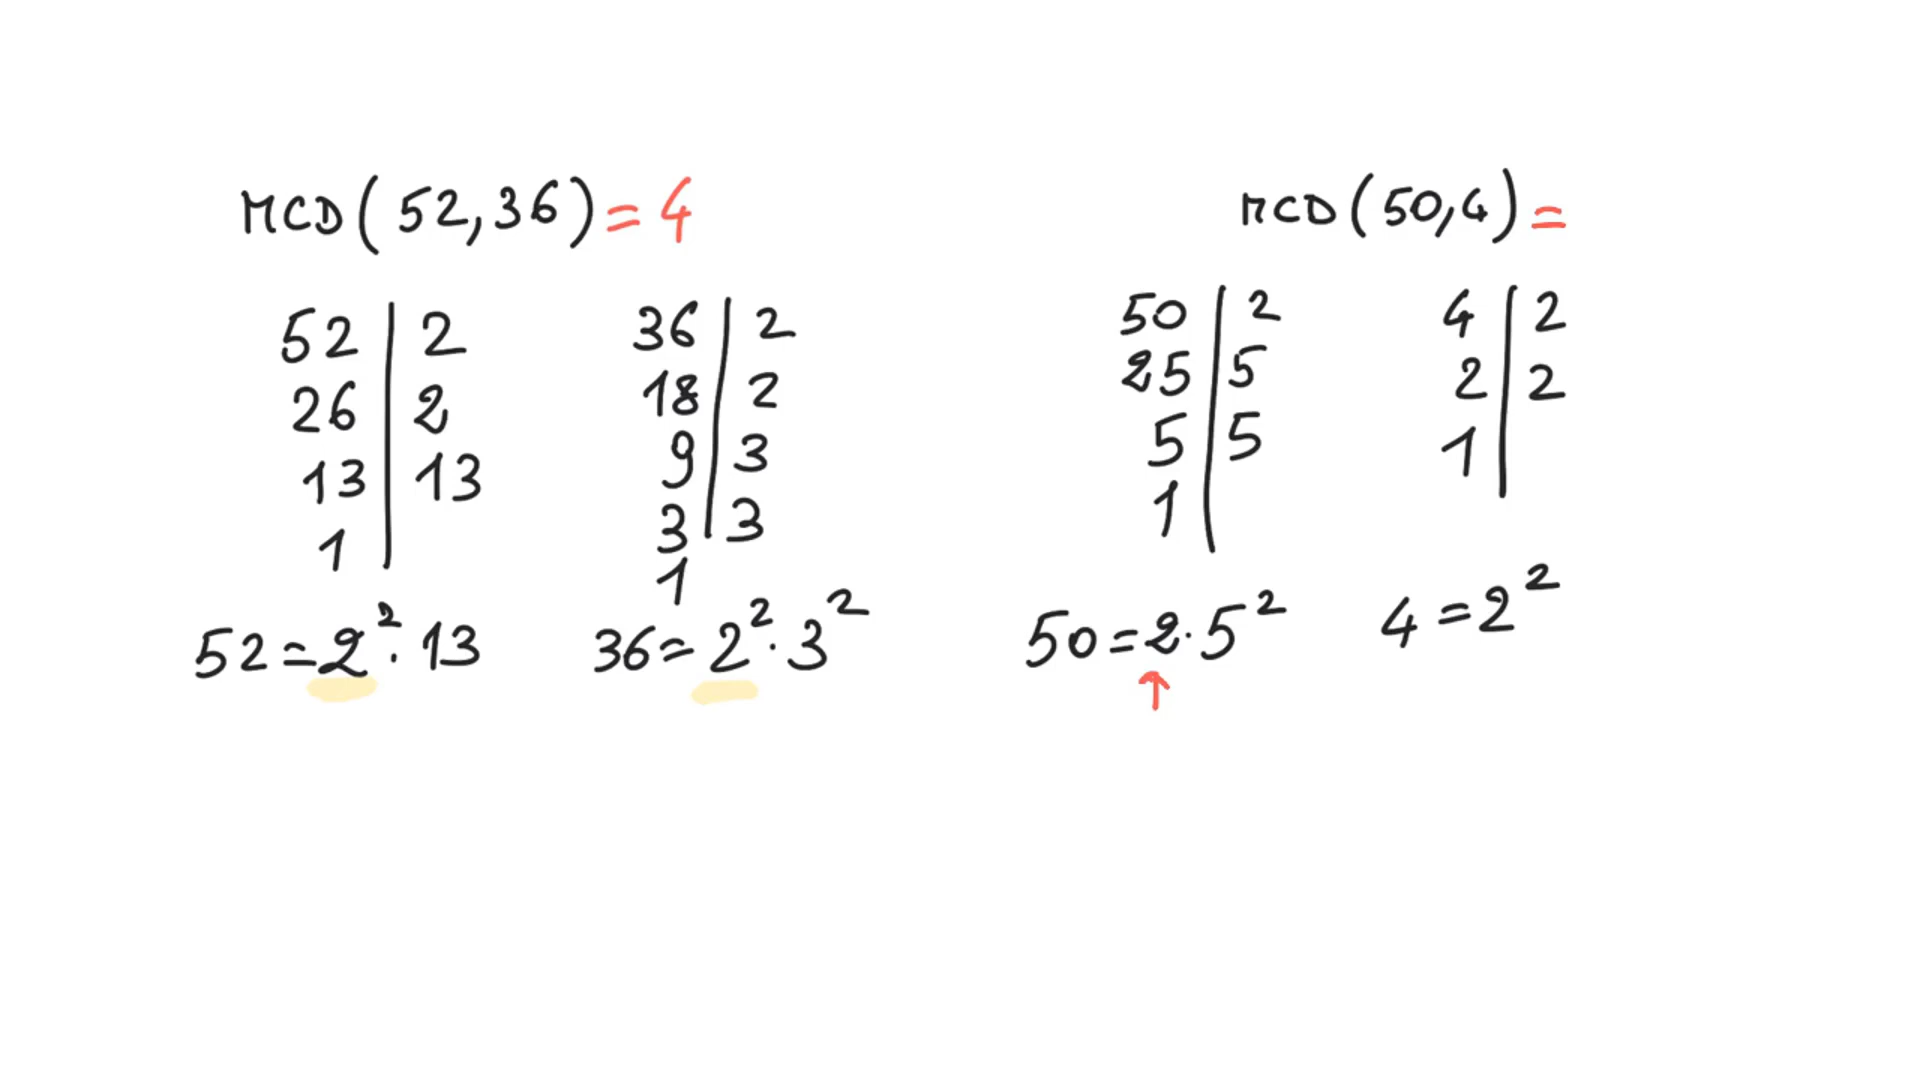 MCD(52,36)=4
52 | 2
26 | 2
13 | 13
1 |
52=2²·13
36 | 2
18 | 2
9 | 3
3 | 3
1
36=2²·3²
MCD(50,4)=
50 | 2
25 | 5
5 | 5
1 |
50=2·5²
↑
4 | 2
2 | 2
1 |
4=2²